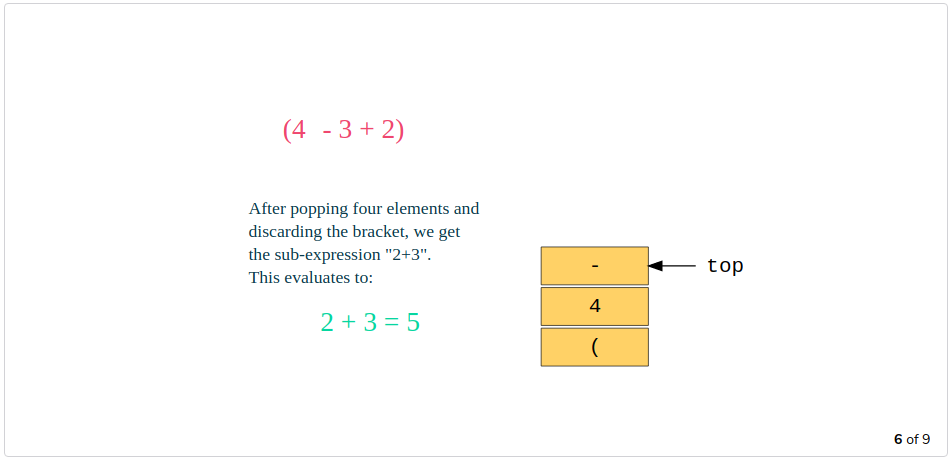 (4 - 3 + 2)
After popping four elements and
discarding the bracket, we get
the sub-expression "2+3".
This evaluates to:
2 + 3 = 5
-
top
4
(
6 of 9